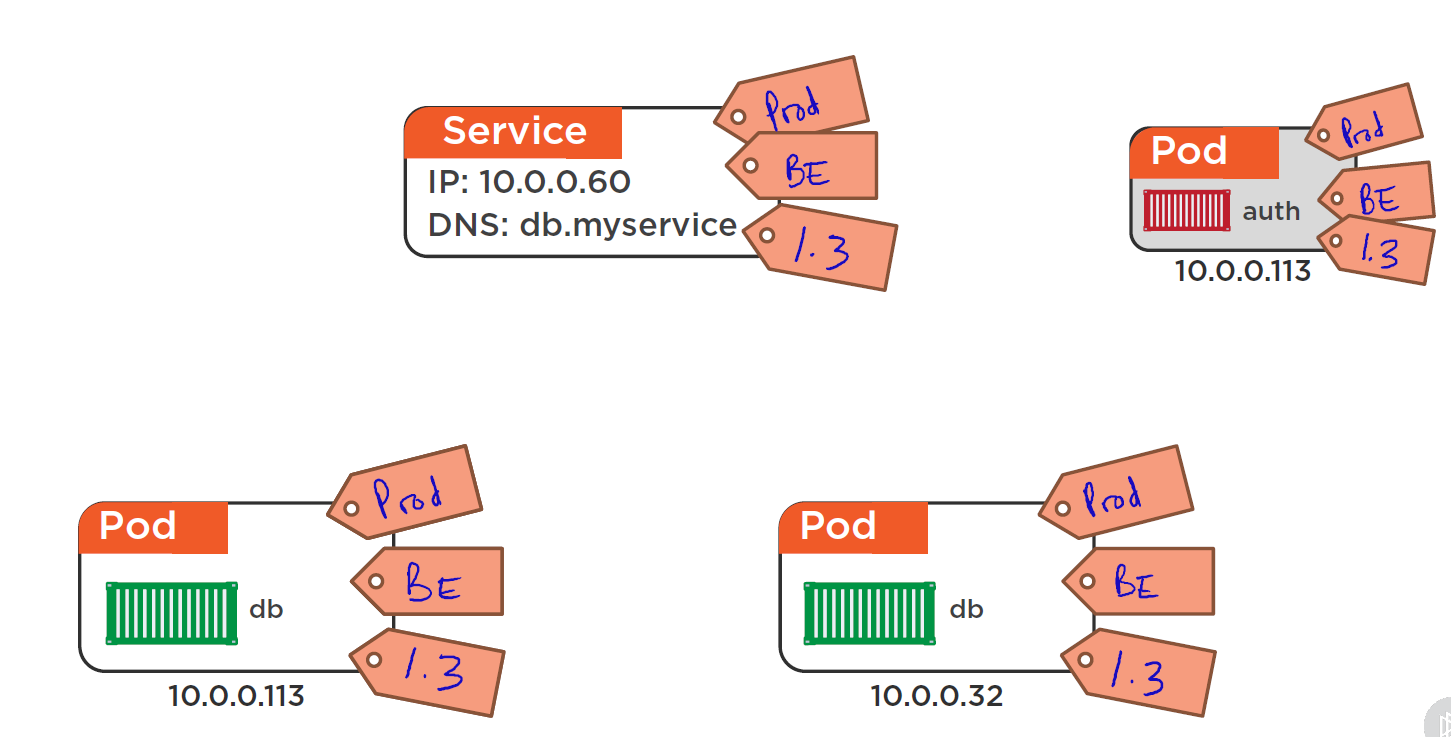 Service
IP: 10.0.0.60
DNS: db.myservice
Prod
BE
1.3
Pod
auth
10.0.0.113
Prod
BE
1.3
Pod
db
10.0.0.113
Prod
BE
1.3
Pod
db
10.0.0.32
Prod
BE
1.3